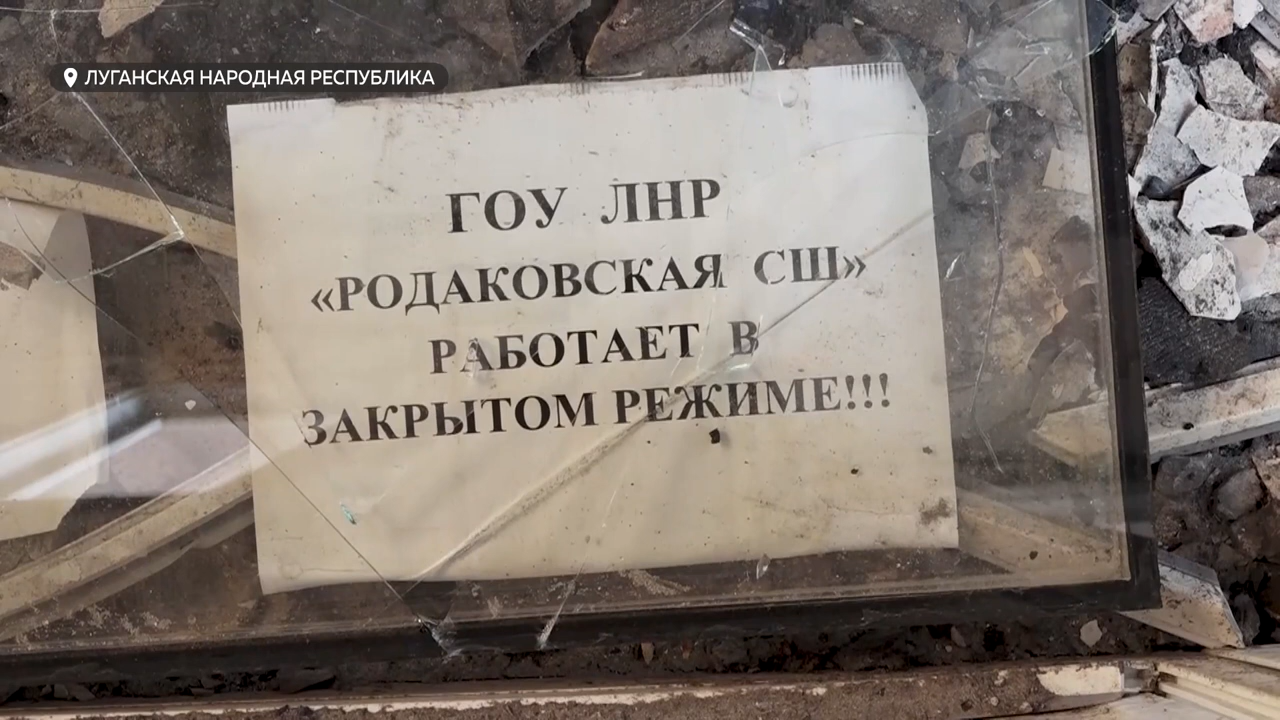 ЛУГАНСКАЯ НАРОДНАЯ РЕСПУБЛИКА
ГОУ ЛНР
«РОДАКОВСКАЯ СШ»
РАБОТАЕТ В
ЗАКРЫТОМ РЕЖИМЕ!!!